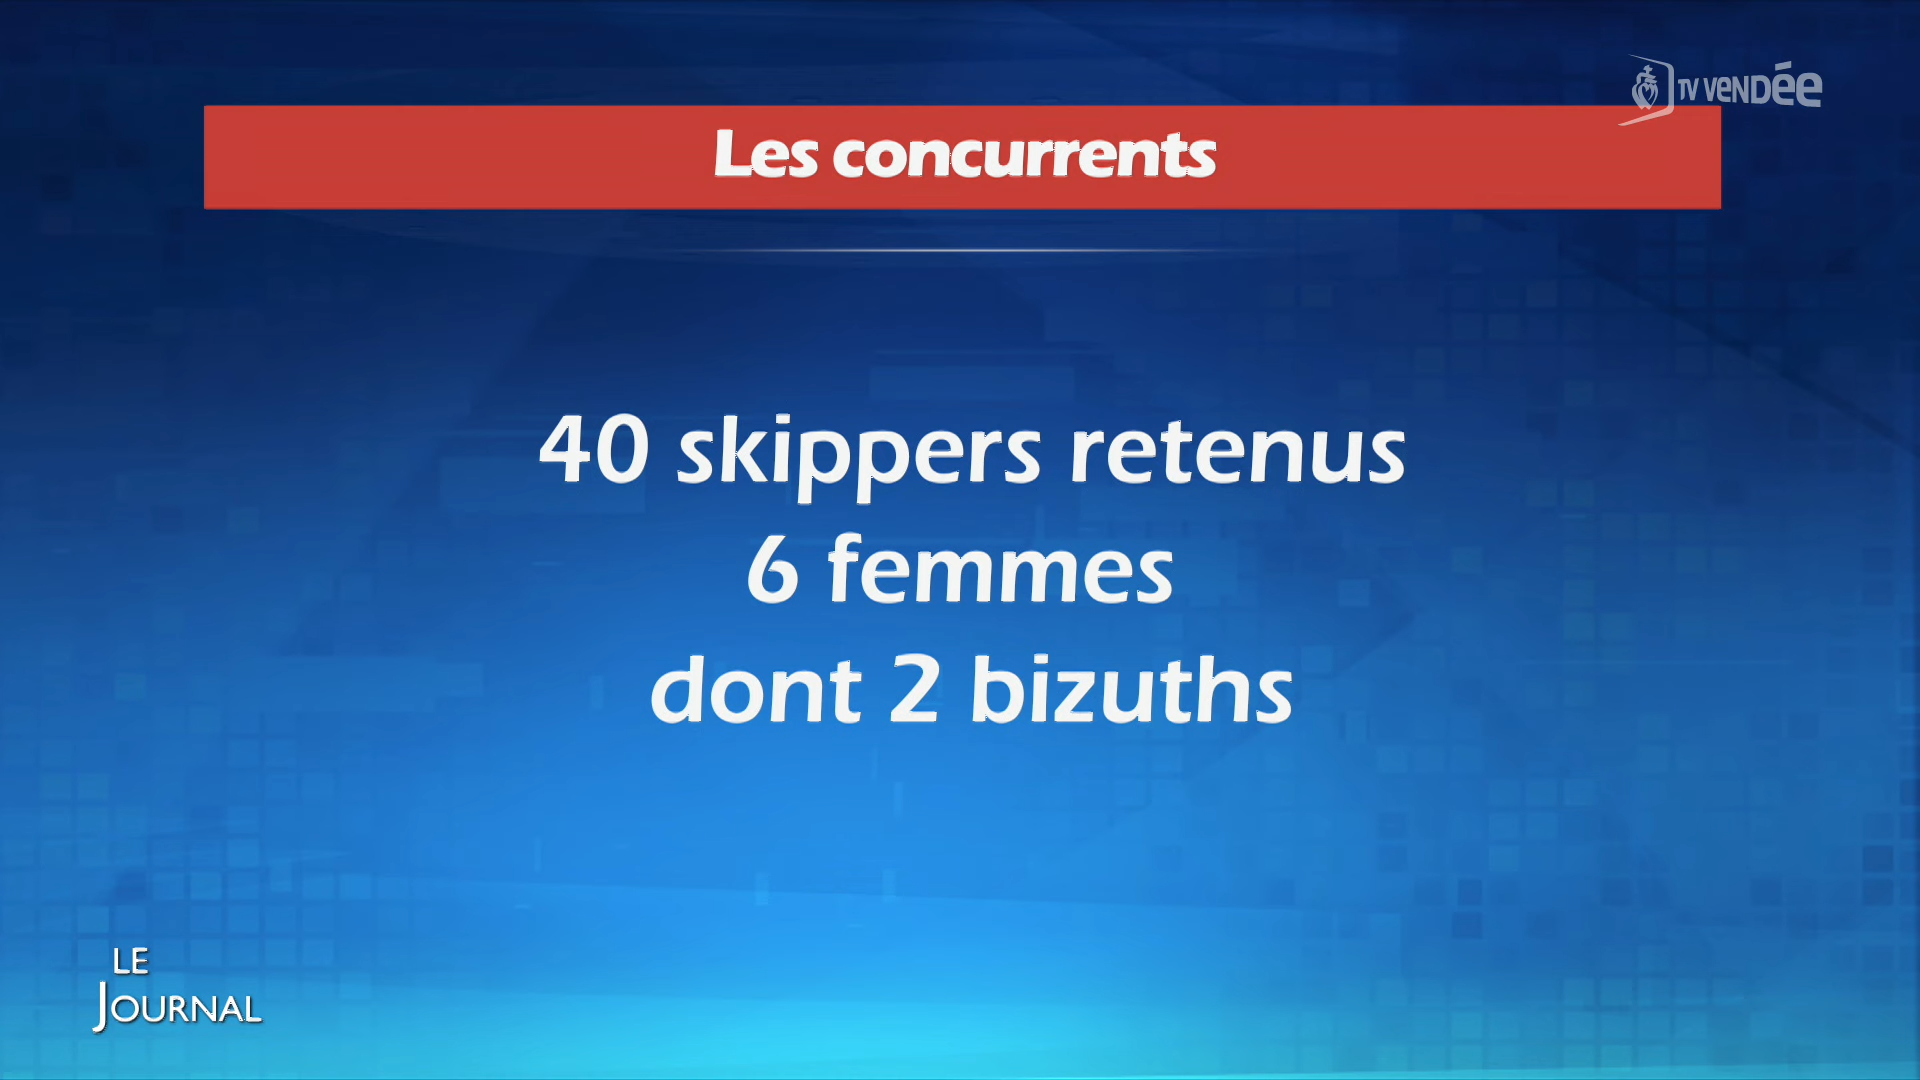 TV VENDÉE
Les concurrents
40 skippers retenus
6 femmes
dont 2 bizuths
LE
JOURNAL